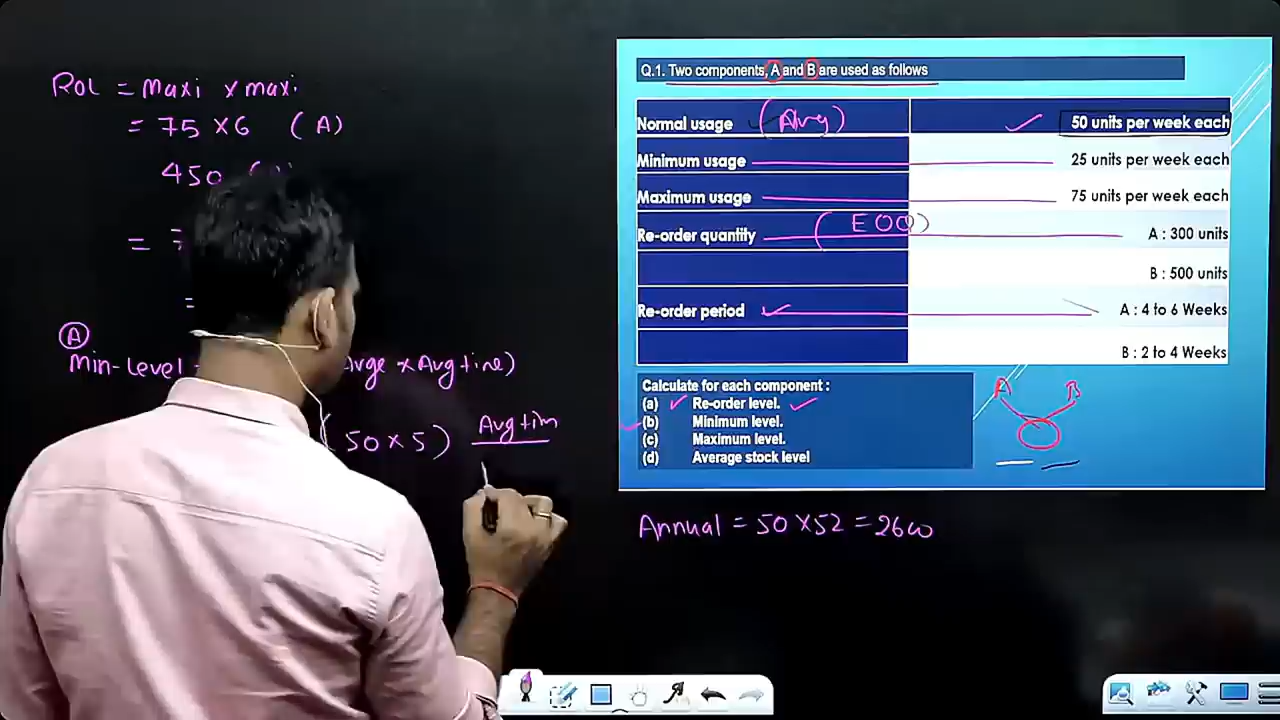 RoL = maxi × maxi
= 75 × 6 (A)
450
=
=
(A)
Min-Level
Avge × Avg time)
(50 × 5)
Avg tim
Q.1. Two components, A and B are used as follows
Normal usage (Avg) ✓ 50 units per week each
Minimum usage 25 units per week each
Maximum usage 75 units per week each
Re-order quantity (EOQ) A : 300 units
B : 500 units
Re-order period ✓ A : 4 to 6 Weeks
B : 2 to 4 Weeks
Calculate for each component :
(a) ✓ Re-order level. ✓
(b) Minimum level.
(c) Maximum level.
(d) Average stock level
A B
Annual = 50 × 52 = 2600